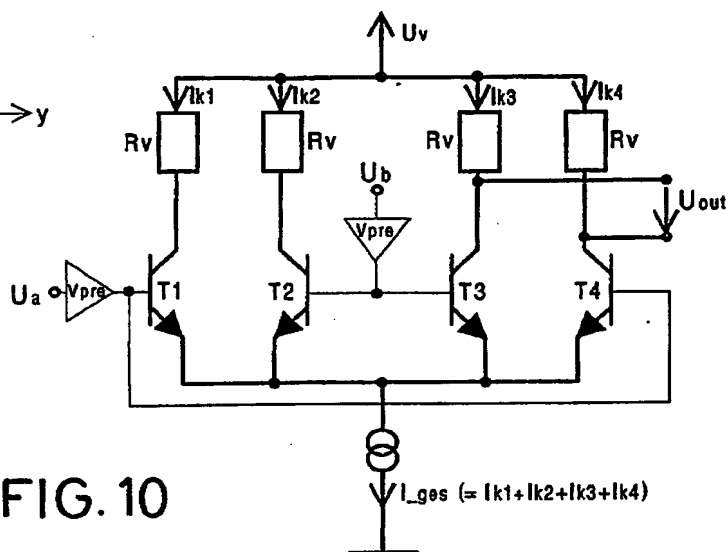 Uv
y
Ik1
Ik2
Ik3
Ik4
Rv
Rv
Rv
Rv
Ub
Uout
Vpre
Ua
Vpre
T1
T2
T3
T4
I_ges (= Ik1+Ik2+Ik3+Ik4)
FIG. 10